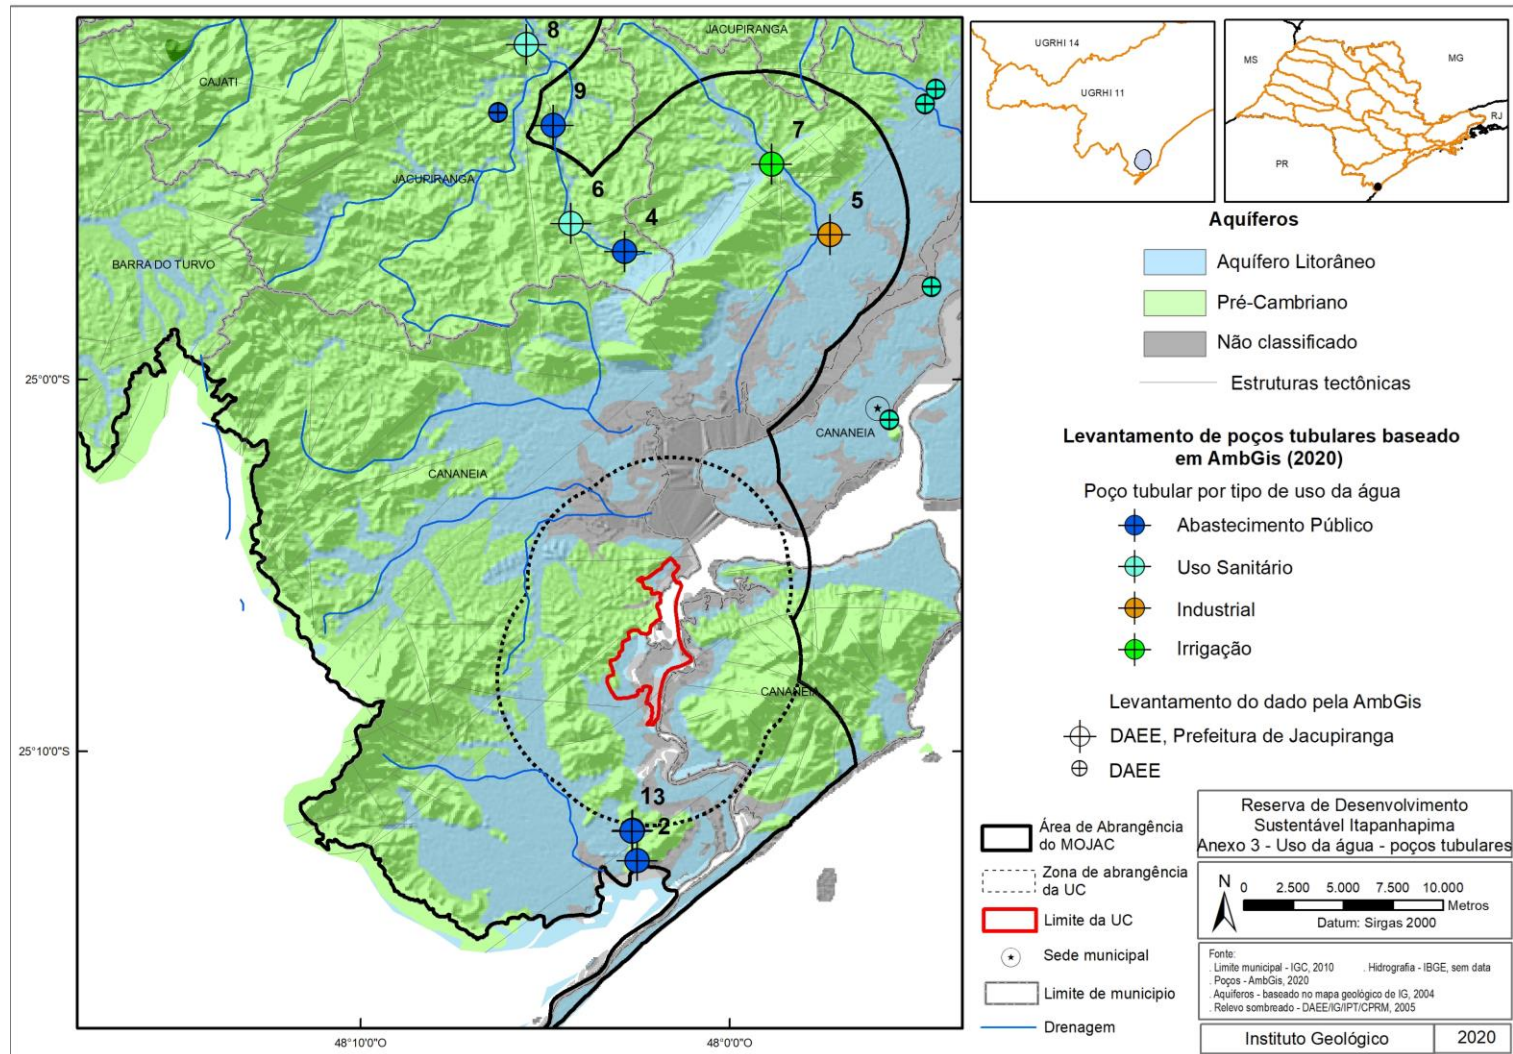 8
JACUPIRANGA
CAJATI
9
7
JACUPIRANGA
6
5
4
BARRA DO TURVO
25°0'0"S
CANANEIA
CANANEIA
CANANEIA
25°10'0"S
13
2
48°10'0"O
48°0'0"O
UGRHI 14
UGRHI 11
MS
MG
RJ
PR
Aquíferos
Aquífero Litorâneo
Pré-Cambriano
Não classificado
Estruturas tectônicas
Levantamento de poços tubulares baseado
em AmbGis (2020)
Poço tubular por tipo de uso da água
Abastecimento Público
Uso Sanitário
Industrial
Irrigação
Levantamento do dado pela AmbGis
DAEE, Prefeitura de Jacupiranga
DAEE
Área de Abrangência
do MOJAC
Zona de abrangência
da UC
Limite da UC
Sede municipal
Limite de municipio
Drenagem
Reserva de Desenvolvimento
Sustentável Itapanhapima
Anexo 3 - Uso da água - poços tubulares
N
0 2.500 5.000 7.500 10.000
Metros
Datum: Sirgas 2000
Fonte:
. Limite municipal - IGC, 2010 . Hidrografia - IBGE, sem data
. Poços - AmbGis, 2020
. Aquíferos - baseado no mapa geológico de IG, 2004
. Relevo sombreado - DAEE/IG/IPT/CPRM, 2005
Instituto Geológico 2020